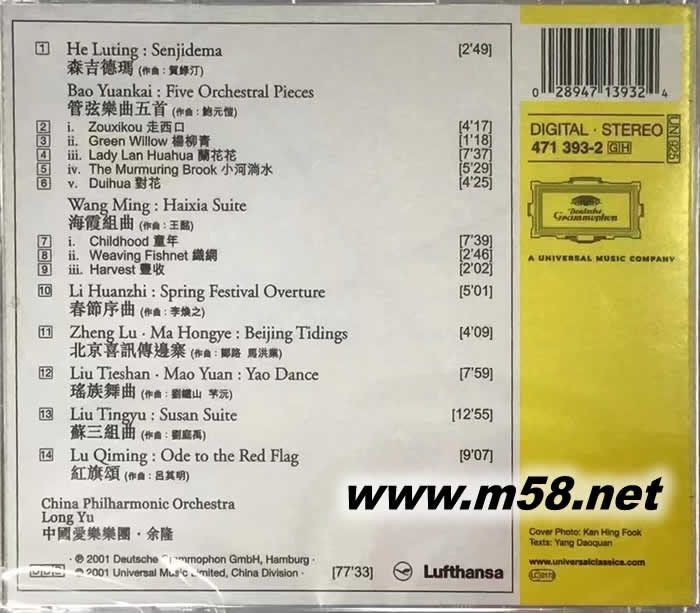 1 He Luting : Senjidema [2'49]
森吉德瑪 (作曲：賀綠汀)
Bao Yuankai : Five Orchestral Pieces
管弦樂曲五首 (作曲：鮑元愷)
2 i. Zouxikou 走西口 [4'17]
3 ii. Green Willow 楊柳青 [1'18]
4 iii. Lady Lan Huahua 蘭花花 [7'37]
5 iv. The Murmuring Brook 小河淌水 [5'29]
6 v. Duihua 對花 [4'25]
Wang Ming : Haixia Suite
海霞組曲 (作曲：王酩)
7 i. Childhood 童年 [7'39]
8 ii. Weaving Fishnet 織網 [2'46]
9 iii. Harvest 豐收 [2'02]
10 Li Huanzhi : Spring Festival Overture [5'01]
春節序曲 (作曲：李煥之)
11 Zheng Lu · Ma Hongye : Beijing Tidings [4'09]
北京喜訊傳邊寨 (作曲：鄭路 馬洪業)
12 Liu Tieshan · Mao Yuan : Yao Dance [7'59]
瑤族舞曲 (作曲：劉鐵山 茅沅)
13 Liu Tingyu : Susan Suite [12'55]
蘇三組曲 (作曲：劉庭禹)
14 Lu Qiming : Ode to the Red Flag [9'07]
紅旗頌 (作曲：呂其明)
China Philharmonic Orchestra
Long Yu
中國愛樂樂團·余隆
DDD
℗ 2001 Deutsche Grammophon GmbH, Hamburg ·
© 2001 Universal Music Limited, China Division · [77'33]
Lufthansa
0 28947 13932 4
DIGITAL · STEREO
471 393-2 GH
UNI 925
Deutsche
Grammophon
A UNIVERSAL MUSIC COMPANY
www.m58.net
Cover Photo: Kan Hing Fook
Texts: Yang Daoquan
www.universalclassics.com
LC 0173